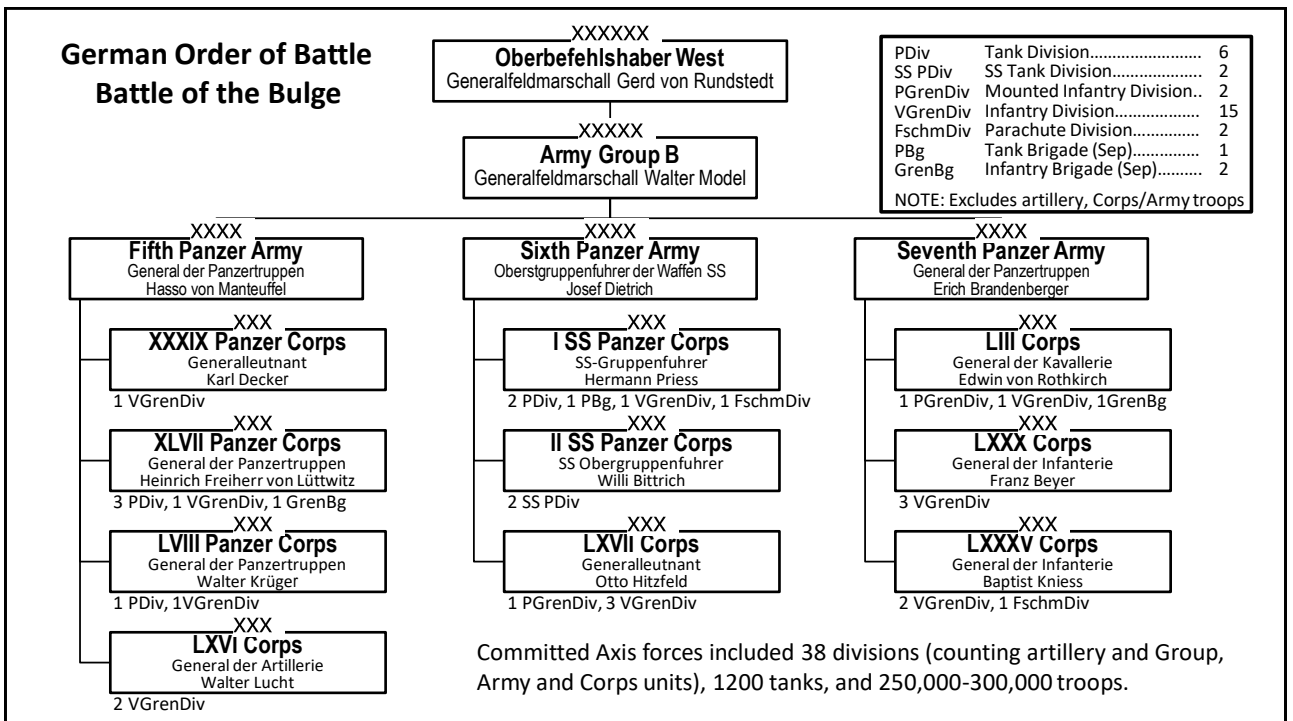 German Order of Battle
Battle of the Bulge
XXXXXX
Oberbefehlshaber West
Generalfeldmarschall Gerd von Rundstedt
XXXXX
Army Group B
Generalfeldmarschall Walter Model
PDiv Tank Division........................ 6
SS PDiv SS Tank Division.................... 2
PGrenDiv Mounted Infantry Division.. 2
VGrenDiv Infantry Division................... 15
FschmDiv Parachute Division............... 2
PBg Tank Brigade (Sep)............... 1
GrenBg Infantry Brigade (Sep).......... 2
NOTE: Excludes artillery, Corps/Army troops
XXXX
Fifth Panzer Army
General der Panzertruppen
Hasso von Manteuffel
XXX
XXXIX Panzer Corps
Generalleutnant
Karl Decker
1 VGrenDiv
XXX
XLVII Panzer Corps
General der Panzertruppen
Heinrich Freiherr von Lüttwitz
3 PDiv, 1 VGrenDiv, 1 GrenBg
XXX
LVIII Panzer Corps
General der Panzertruppen
Walter Krüger
1 PDiv, 1VGrenDiv
XXX
LXVI Corps
General der Artillerie
Walter Lucht
2 VGrenDiv
XXXX
Sixth Panzer Army
Oberstgruppenfuhrer der Waffen SS
Josef Dietrich
XXX
I SS Panzer Corps
SS-Gruppenfuhrer
Hermann Priess
2 PDiv, 1 PBg, 1 VGrenDiv, 1 FschmDiv
XXX
II SS Panzer Corps
SS Obergruppenfuhrer
Willi Bittrich
2 SS PDiv
XXX
LXVII Corps
Generalleutnant
Otto Hitzfeld
1 PGrenDiv, 3 VGrenDiv
XXXX
Seventh Panzer Army
General der Panzertruppen
Erich Brandenberger
XXX
LIII Corps
General der Kavallerie
Edwin von Rothkirch
1 PGrenDiv, 1 VGrenDiv, 1GrenBg
XXX
LXXX Corps
General der Infanterie
Franz Beyer
3 VGrenDiv
XXX
LXXXV Corps
General der Infanterie
Baptist Kniess
2 VGrenDiv, 1 FschmDiv
Committed Axis forces included 38 divisions (counting artillery and Group,
Army and Corps units), 1200 tanks, and 250,000-300,000 troops.